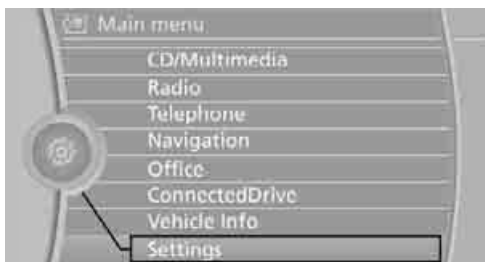 Main menu
CD/Multimedia
Radio
Telephone
Navigation
Office
ConnectedDrive
Vehicle Info
Settings